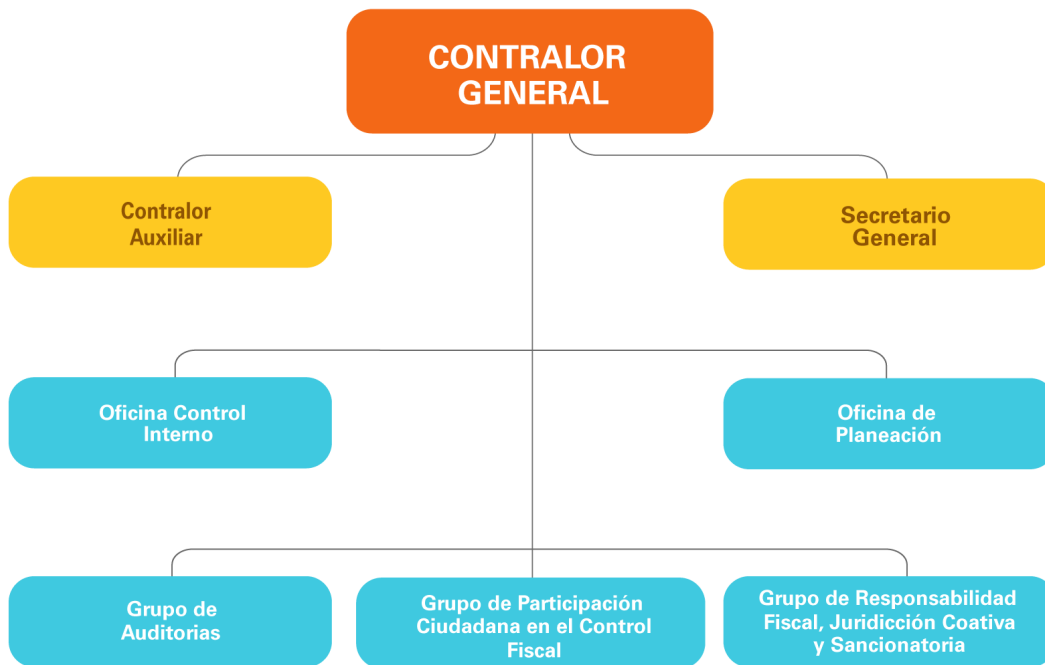 CONTRALOR
GENERAL
Contralor
Auxiliar
Secretario
General
Oficina Control
Interno
Oficina de
Planeación
Grupo de
Auditorias
Grupo de Participación
Ciudadana en el Control
Fiscal
Grupo de Responsabilidad
Fiscal, Juridicción Coativa
y Sancionatoria